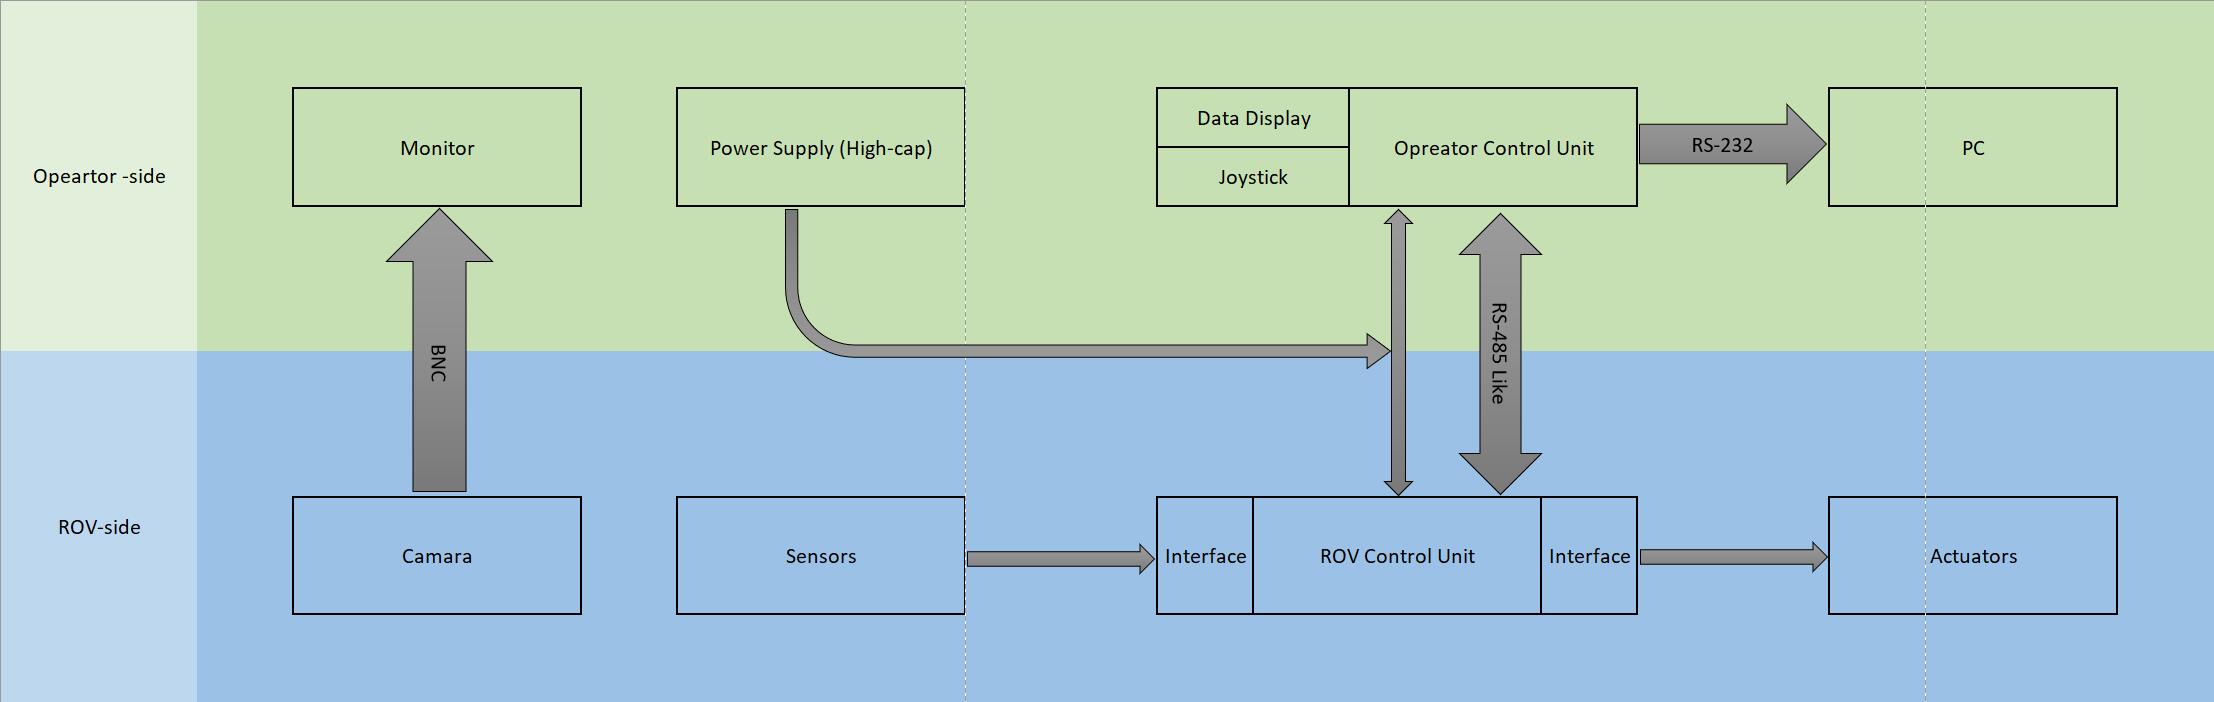 Opeartor -side
Monitor
Power Supply (High-cap)
Data Display
Joystick
Opreator Control Unit
RS-232
PC
BNC
RS-485 Like
ROV-side
Camara
Sensors
Interface
ROV Control Unit
Interface
Actuators